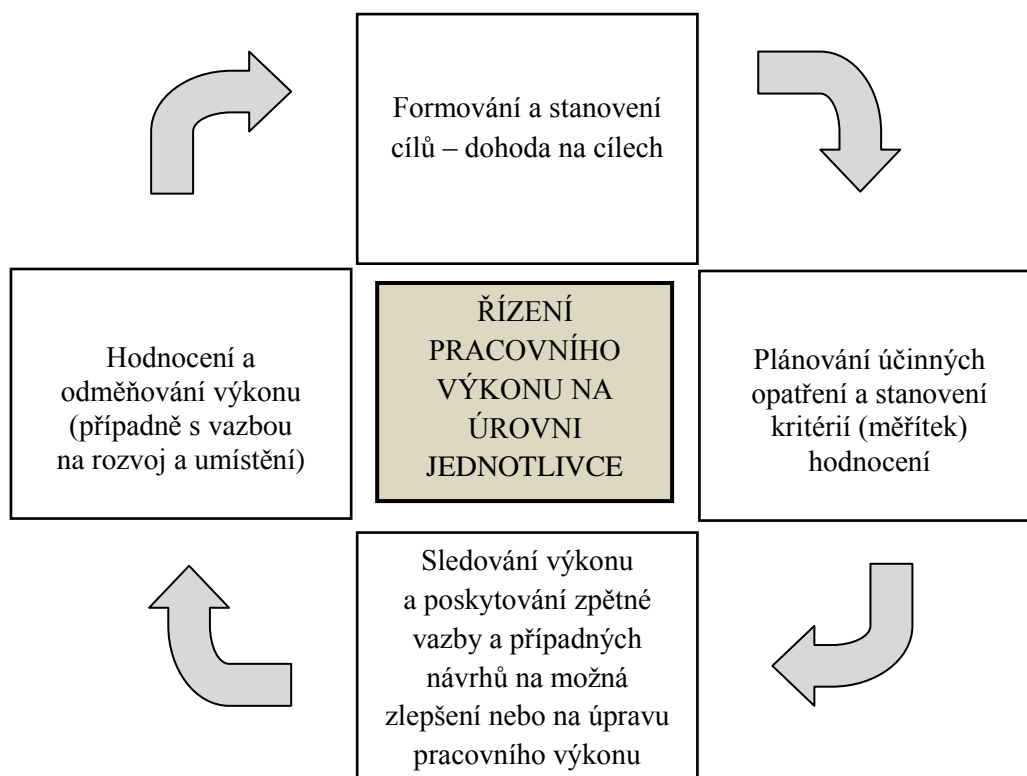 Formování a stanovení
cílů – dohoda na cílech
Hodnocení a
odměňování výkonu
(případně s vazbou
na rozvoj a umístění)
ŘÍZENÍ
PRACOVNÍHO
VÝKONU NA
ÚROVNI
JEDNOTLIVCE
Plánování účinných
opatření a stanovení
kritérií (měřítek)
hodnocení
Sledování výkonu
a poskytování zpětné
vazby a případných
návrhů na možná
zlepšení nebo na úpravu
pracovního výkonu